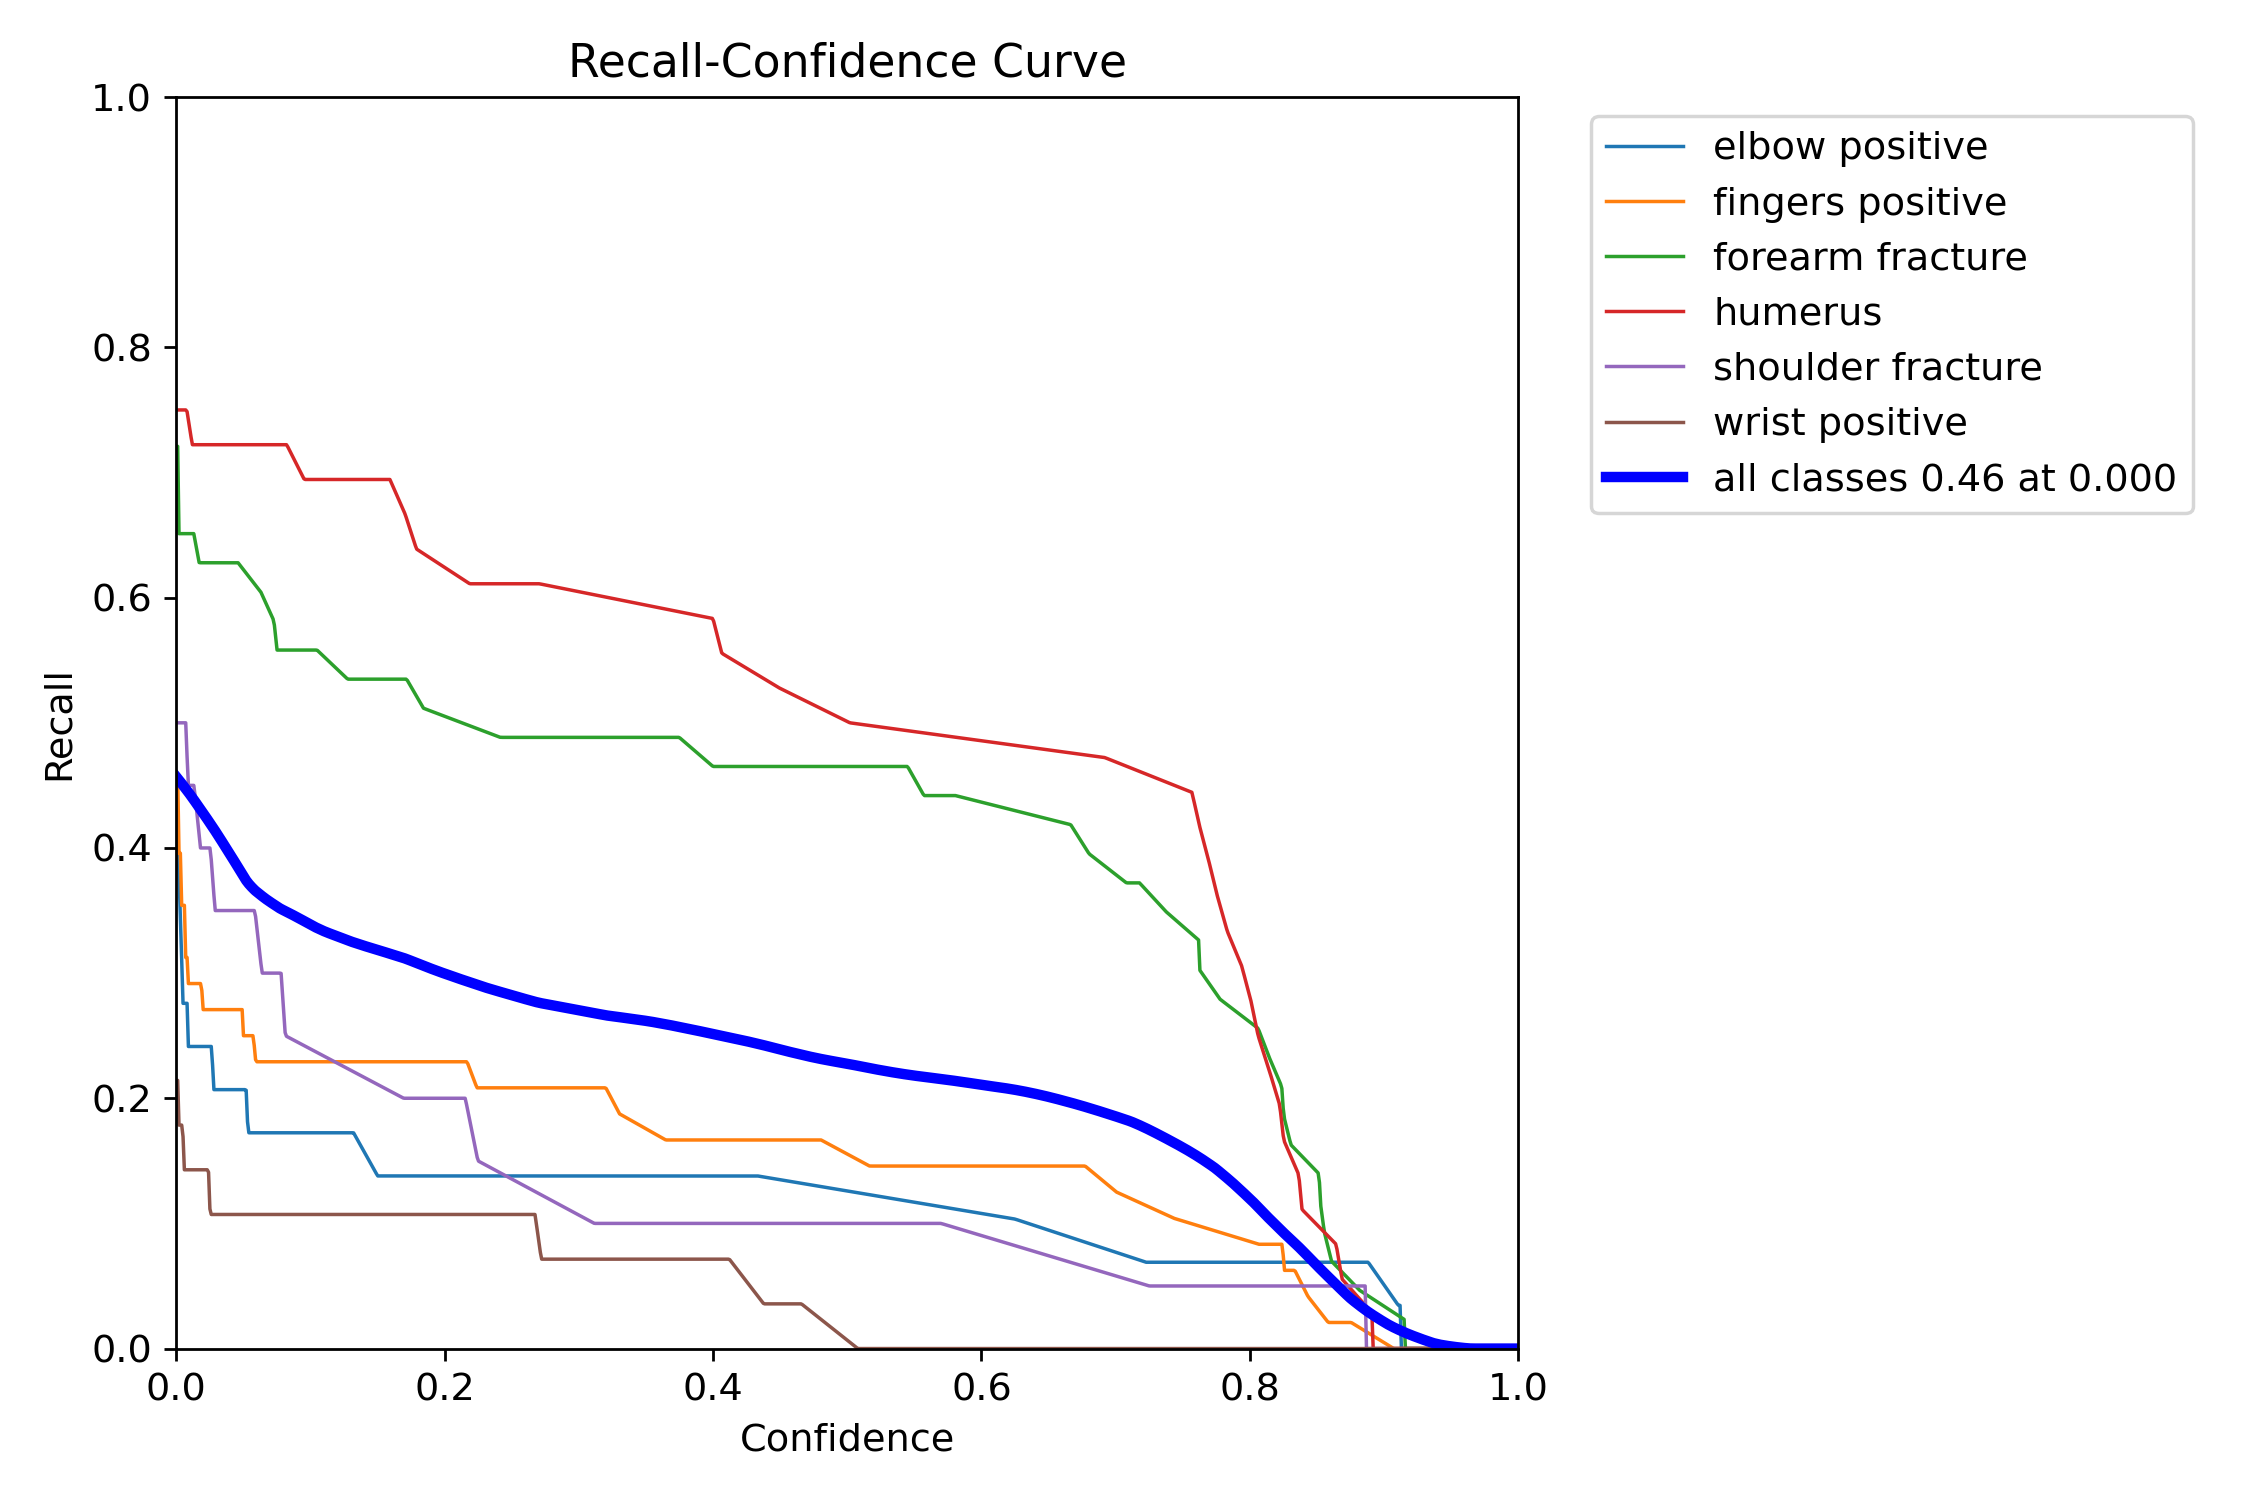 Recall-Confidence Curve
1.0
0.8
0.6
0.4
0.2
0.0
Recall
0.0 0.2 0.4 0.6 0.8 1.0
Confidence
elbow positive
fingers positive
forearm fracture
humerus
shoulder fracture
wrist positive
all classes 0.46 at 0.000